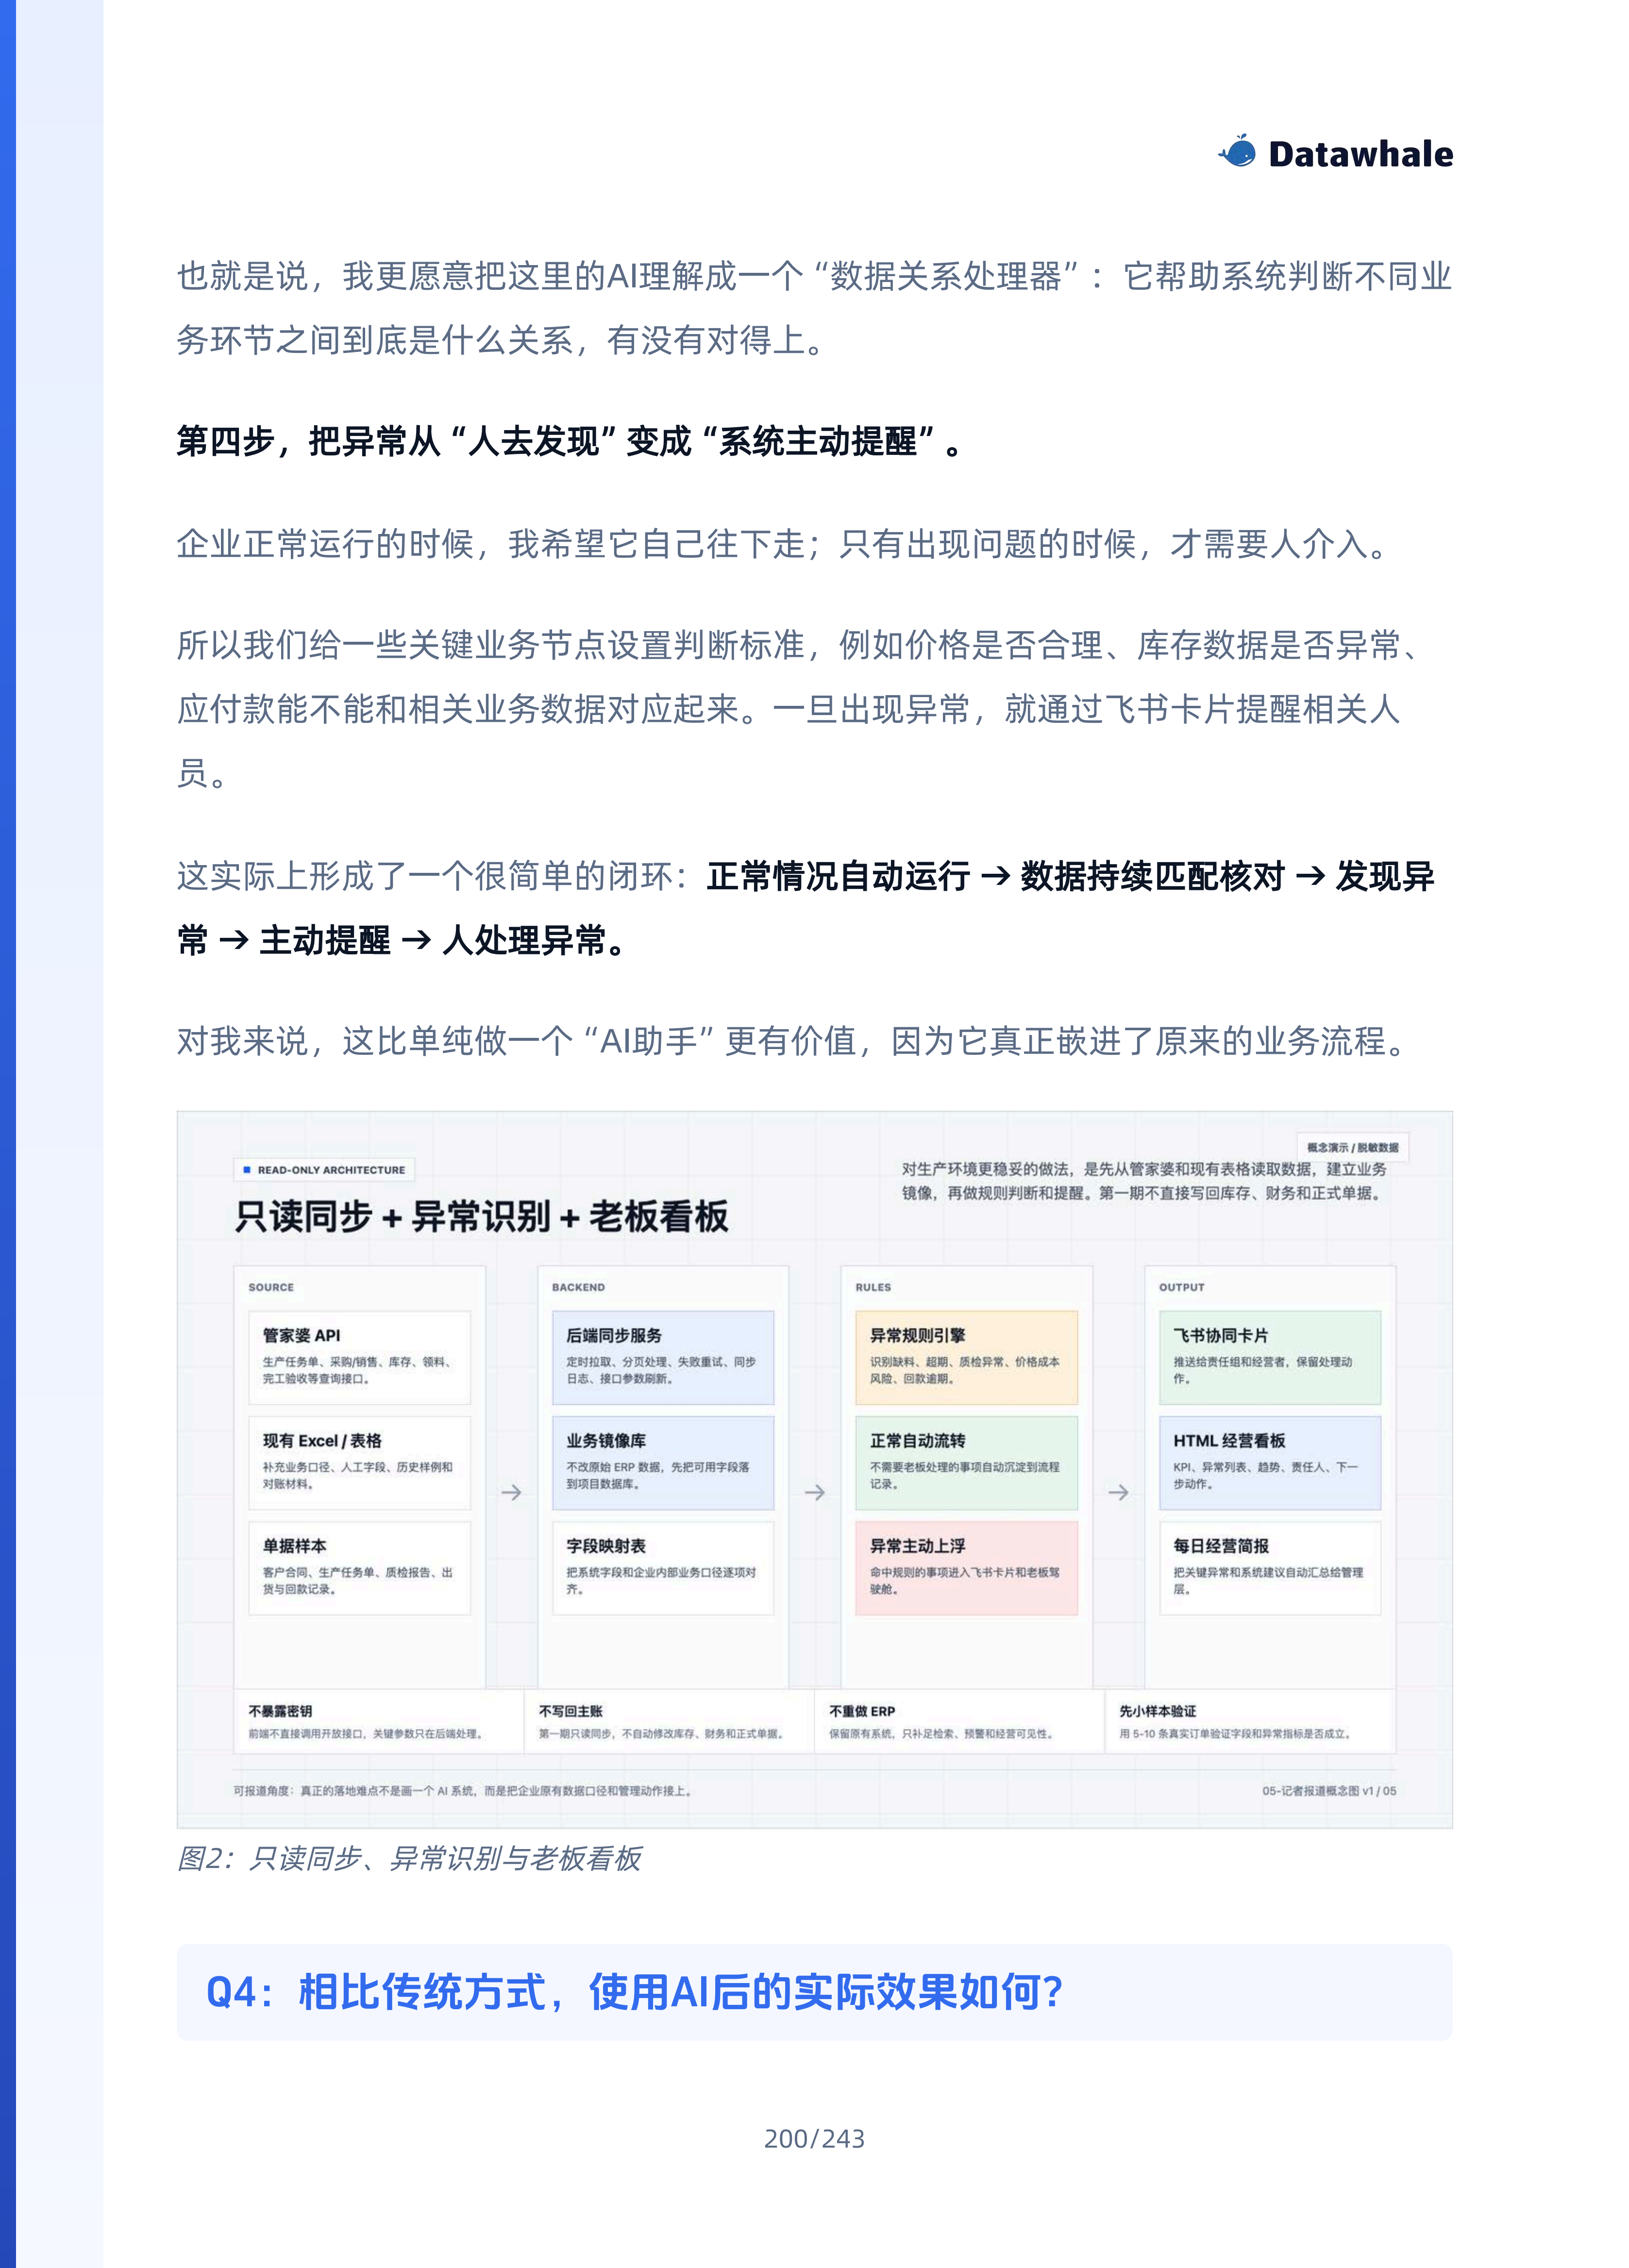 Datawhale
也就是说，我更愿意把这里的AI理解成一个“数据关系处理器”：它帮助系统判断不同业
务环节之间到底是什么关系，有没有对得上。
第四步，把异常从“人去发现”变成“系统主动提醒”。
企业正常运行的时候，我希望它自己往下走；只有出现问题的时候，才需要人介入。
所以我们给一些关键业务节点设置判断标准，例如价格是否合理、库存数据是否异常、
应付款能不能和相关业务数据对应起来。一旦出现异常，就通过飞书卡片提醒相关人
员。
这实际上形成了一个很简单的闭环：正常情况自动运行 → 数据持续匹配核对 → 发现异
常 → 主动提醒 → 人处理异常。
对我来说，这比单纯做一个“AI助手”更有价值，因为它真正嵌进了原来的业务流程。
概念演示 / 脱敏数据
READ-ONLY ARCHITECTURE
只读同步 + 异常识别 + 老板看板
对生产环境更稳妥的做法，是先从管家婆和现有表格读取数据，建立业务
镜像，再做规则判断和提醒。第一期不直接写回库存、财务和正式单据。
SOURCE
管家婆 API
生产任务单、采购/销售、库存、领料、
完工验收等查询接口。
现有 Excel / 表格
补充业务口径、人工字段、历史样例和
对账材料。
单据样本
客户合同、生产任务单、质检报告、出
货与回款记录。
→
BACKEND
后端同步服务
定时拉取、分页处理、失败重试、同步
日志、接口参数刷新。
业务镜像库
不改原始 ERP 数据，先把可用字段落
到项目数据库。
字段映射表
把系统字段和企业内部业务口径逐项对
齐。
→
RULES
异常规则引擎
识别缺料、超期、质检异常、价格成本
风险、回款逾期。
正常自动流转
不需要老板处理的事项自动沉淀到流程
记录。
异常主动上浮
命中规则的事项进入飞书卡片和老板驾
驶舱。
→
OUTPUT
飞书协同卡片
推送给责任组和经营者，保留处理动
作。
HTML 经营看板
KPI、异常列表、趋势、责任人、下一
步动作。
每日经营简报
把关键异常和系统建议自动汇总给管理
层。
不暴露密钥
前端不直接调用开放接口，关键参数只在后端处理。
不写回主账
第一期只读同步，不自动修改库存、财务和正式单据。
不重做 ERP
保留原有系统，只补足检索、预警和经营可见性。
先小样本验证
用 5-10 条真实订单验证字段和异常指标是否成立。
可报道角度：真正的落地难点不是画一个 AI 系统，而是把企业原有数据口径和管理动作接上。
05-记者报道概念图 v1 / 05
图2：只读同步、异常识别与老板看板
Q4：相比传统方式，使用AI后的实际效果如何？
200/243